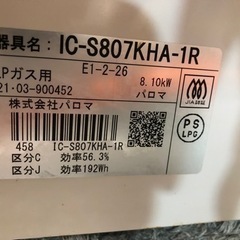 器具名：IC-S807KHA-1R
LPガス用
E1-2-26
8.10kW
21·03-900452
パロマ
JIA認証
株式会社パロマ
PS
LPG
458 IC-S807KHA-1R
区分C 効率56.3%
区分J 効率192Wh